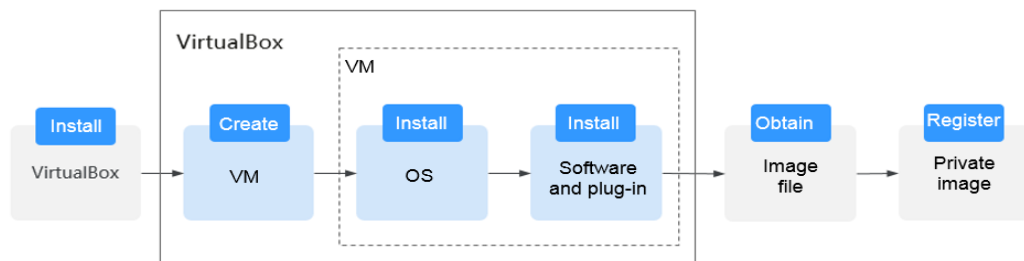 VirtualBox
VM
Install
VirtualBox
Create
VM
Install
OS
Install
Software
and plug-in
Obtain
Image
file
Register
Private
image